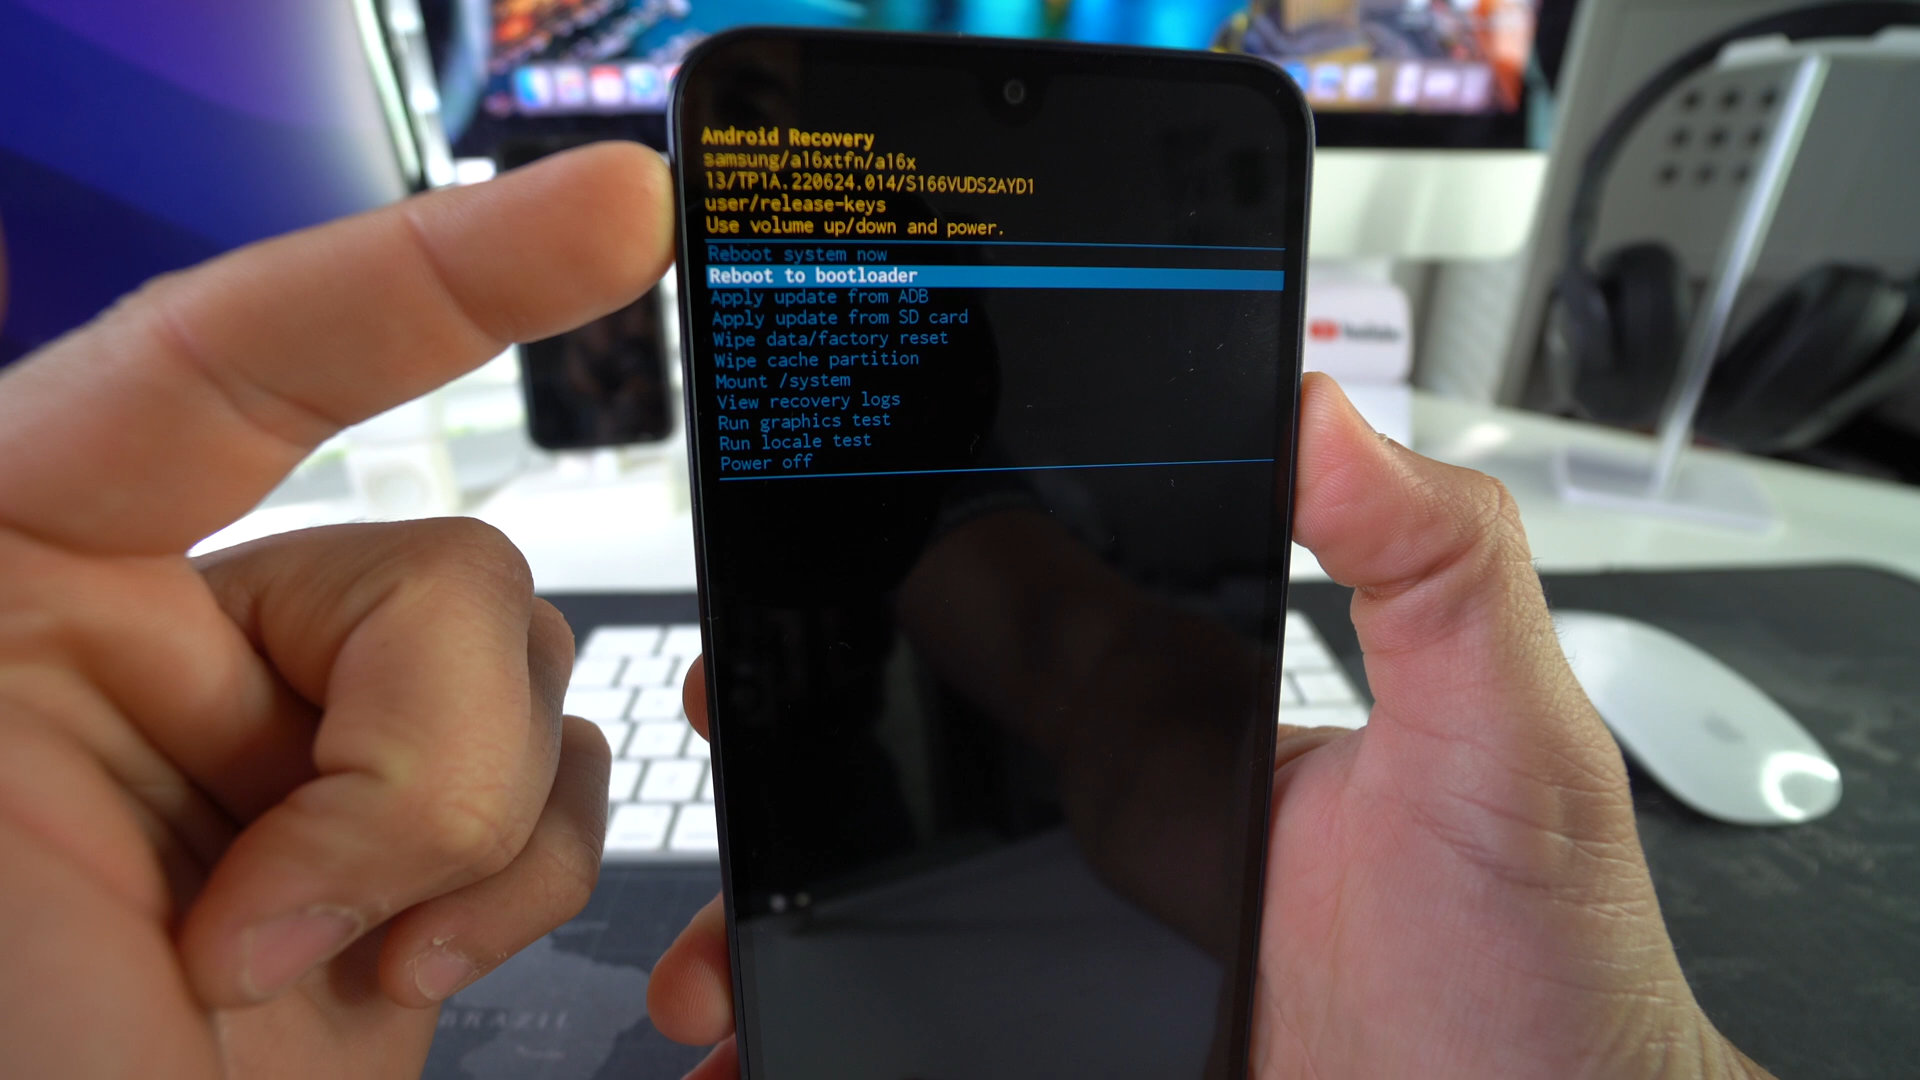 Android Recovery
samsung/a16xtfn/a16x
13/TP1A.220624.014/S166VUDS2AYD1
user/release-keys
Use volume up/down and power.
Reboot system now
Reboot to bootloader
Apply update from ADB
Apply update from SD card
Wipe data/factory reset
Wipe cache partition
Mount /system
View recovery logs
Run graphics test
Run locale test
Power off
YouTube
BRAZIL